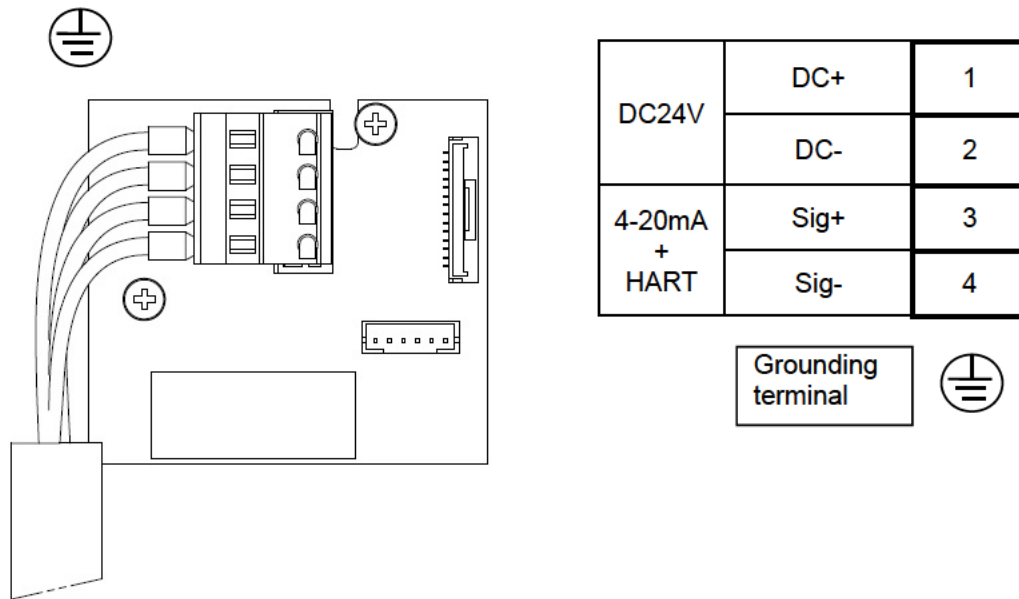 DC24V
DC+
1
DC-
2
4-20mA
+
HART
Sig+
3
Sig-
4
Grounding
terminal